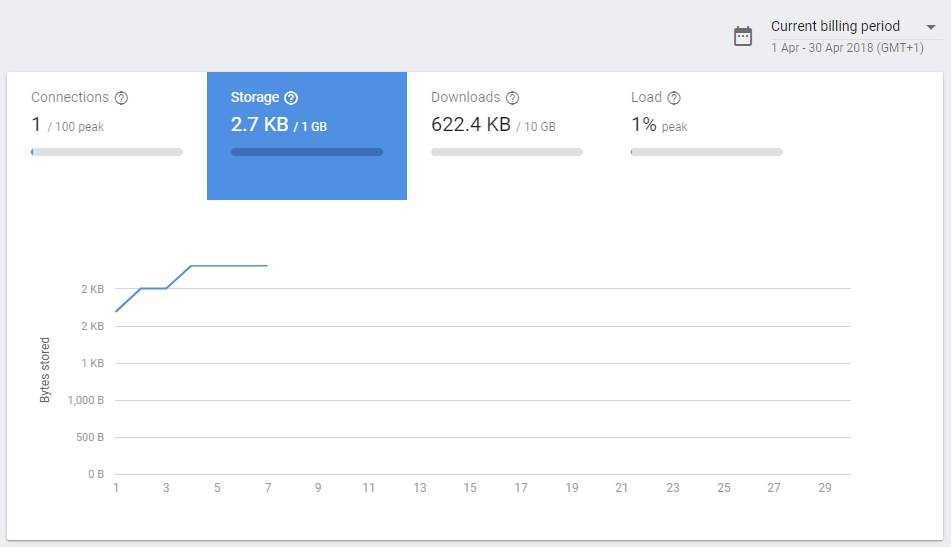 Current billing period
1 Apr - 30 Apr 2018 (GMT+1)
Connections ?
1 / 100 peak
Storage ?
2.7 KB / 1 GB
Downloads ?
622.4 KB / 10 GB
Load ?
1% peak
Bytes stored
2 KB
2 KB
1 KB
1,000 B
500 B
0 B
1 3 5 7 9 11 13 15 17 19 21 23 25 27 29